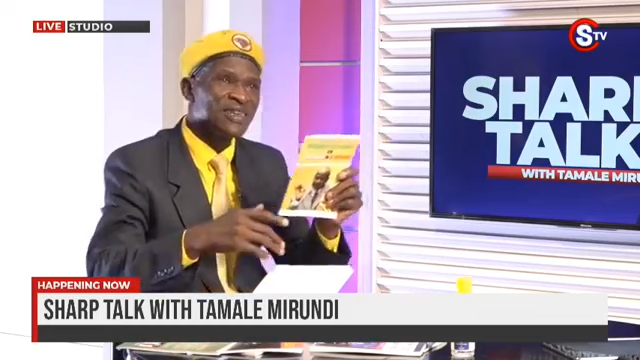 LIVE STUDIO
STV
SHARP
TALK
WITH TAMALE MIRU
HAPPENING NOW
SHARP TALK WITH TAMALE MIRUNDI